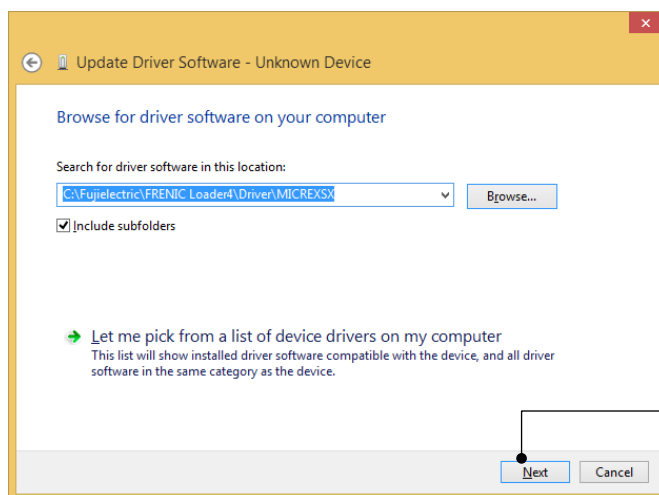 Update Driver Software - Unknown Device
Browse for driver software on your computer
Search for driver software in this location:
C:\Fujielectric\FRENIC Loader4\Driver\MICREXSX
Browse...
Include subfolders
Let me pick from a list of device drivers on my computer
This list will show installed driver software compatible with the device, and all driver
software in the same category as the device.
Next
Cancel